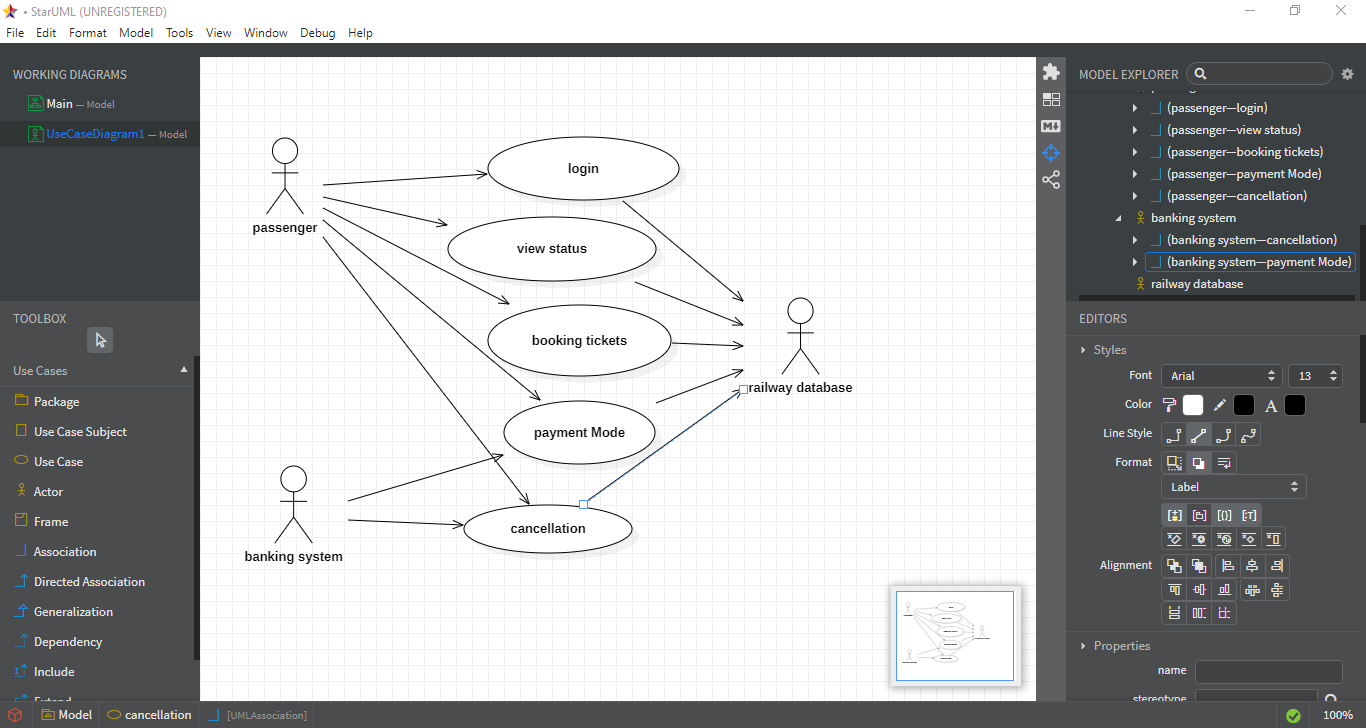 • StarUML (UNREGISTERED)
File Edit Format Model Tools View Window Debug Help
WORKING DIAGRAMS
Main — Model
UseCaseDiagram1 — Model
TOOLBOX
Use Cases
Package
Use Case Subject
Use Case
Actor
Frame
Association
Directed Association
Generalization
Dependency
Include
Extend
passenger
login
view status
booking tickets
payment Mode
cancellation
railway database
banking system
MODEL EXPLORER
(passenger—login)
(passenger—view status)
(passenger—booking tickets)
(passenger—payment Mode)
(passenger—cancellation)
banking system
(banking system—cancellation)
(banking system—payment Mode)
railway database
EDITORS
Styles
Font Arial 13
Color A
Line Style
Format
Label
Alignment
Properties
name
stereotype
Model cancellation [UMLAssociation] 100%